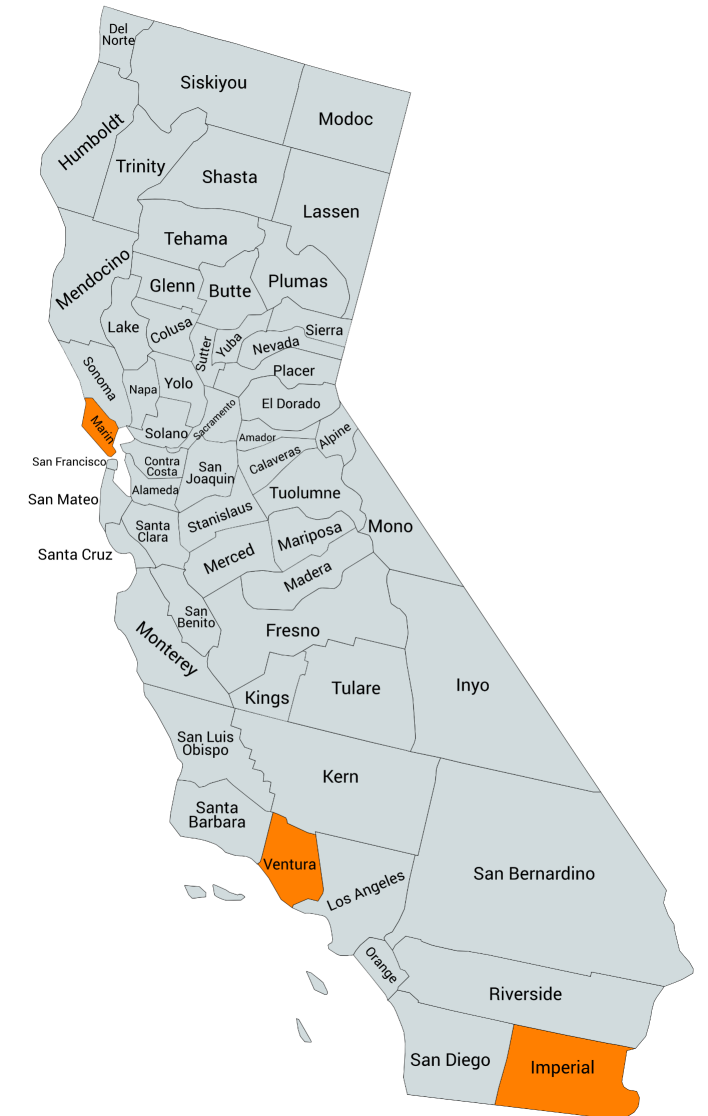 Del
Norte
Siskiyou
Modoc
Humboldt
Trinity
Shasta
Lassen
Tehama
Mendocino
Glenn
Butte
Plumas
Lake
Colusa
Sutter
Yuba
Nevada
Sierra
Placer
Sonoma
Napa
Yolo
Sacramento
El Dorado
Marin
Solano
Amador
Alpine
San Francisco
Contra
Costa
San
Joaquin
Calaveras
Alameda
Tuolumne
San Mateo
Santa
Clara
Stanislaus
Mariposa
Mono
Santa Cruz
Merced
Madera
San
Benito
Monterey
Fresno
Kings
Tulare
Inyo
San Luis
Obispo
Kern
Santa
Barbara
Ventura
Los Angeles
San Bernardino
Orange
Riverside
San Diego
Imperial